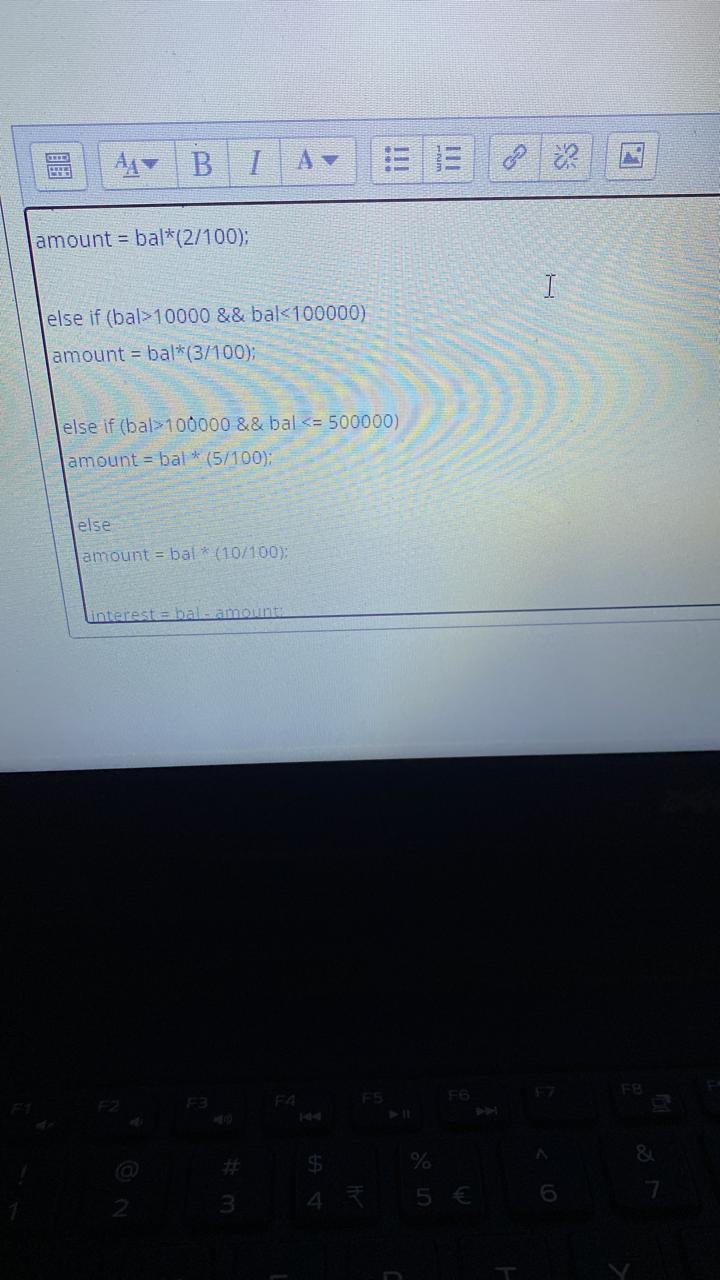 AA B I A
amount = bal*(2/100);
else if (bal>10000 && bal<100000)
amount = bal*(3/100);
else if (bal>100000 && bal <= 500000)
amount = bal * (5/100);
else
amount = bal * (10/100);
interest = bal - amount;
F1 F2 F3 F4 F5 F6 F7 F8
! @ # $ % ^ &
1 2 3 4 ₹ 5 € 6 7